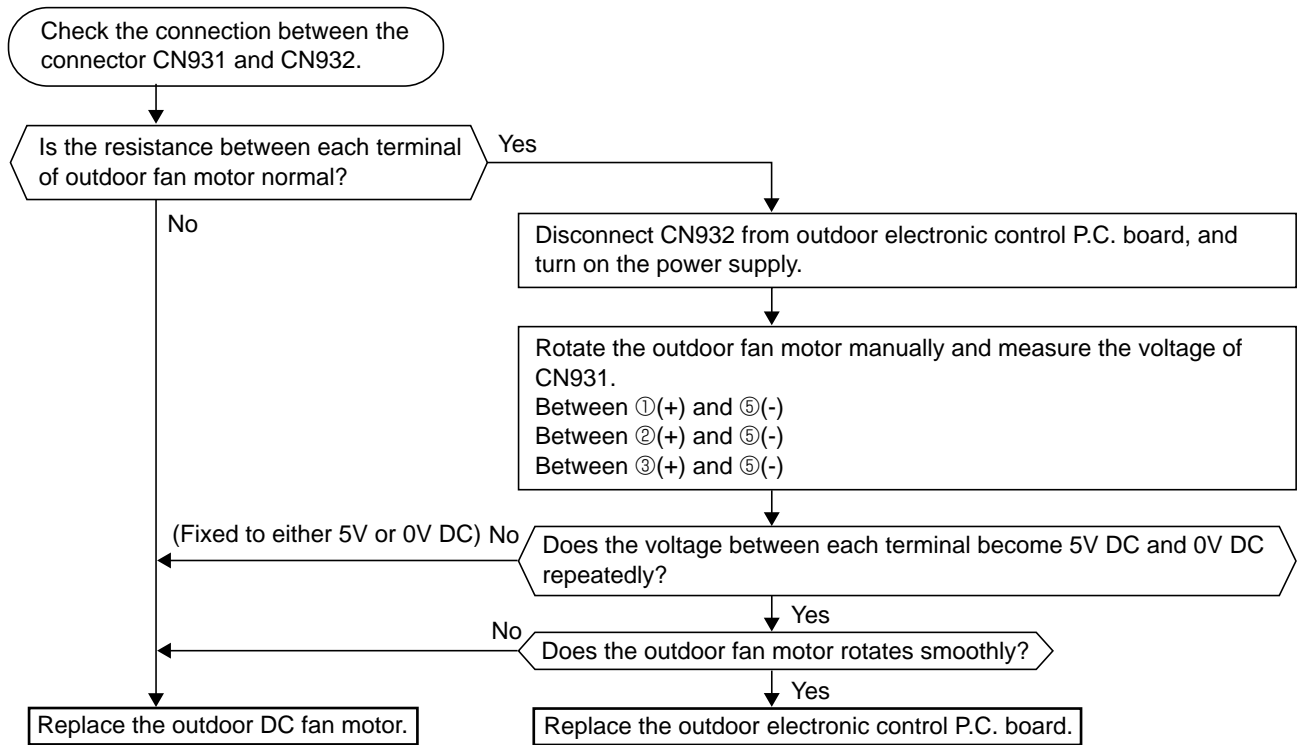 Check the connection between the
connector CN931 and CN932.
Is the resistance between each terminal
of outdoor fan motor normal?
Yes
No
Disconnect CN932 from outdoor electronic control P.C. board, and
turn on the power supply.
Rotate the outdoor fan motor manually and measure the voltage of
CN931.
Between ①(+) and ⑤(-)
Between ②(+) and ⑤(-)
Between ③(+) and ⑤(-)
(Fixed to either 5V or 0V DC) No
Does the voltage between each terminal become 5V DC and 0V DC
repeatedly?
Yes
No
Does the outdoor fan motor rotates smoothly?
Yes
Replace the outdoor DC fan motor.
Replace the outdoor electronic control P.C. board.